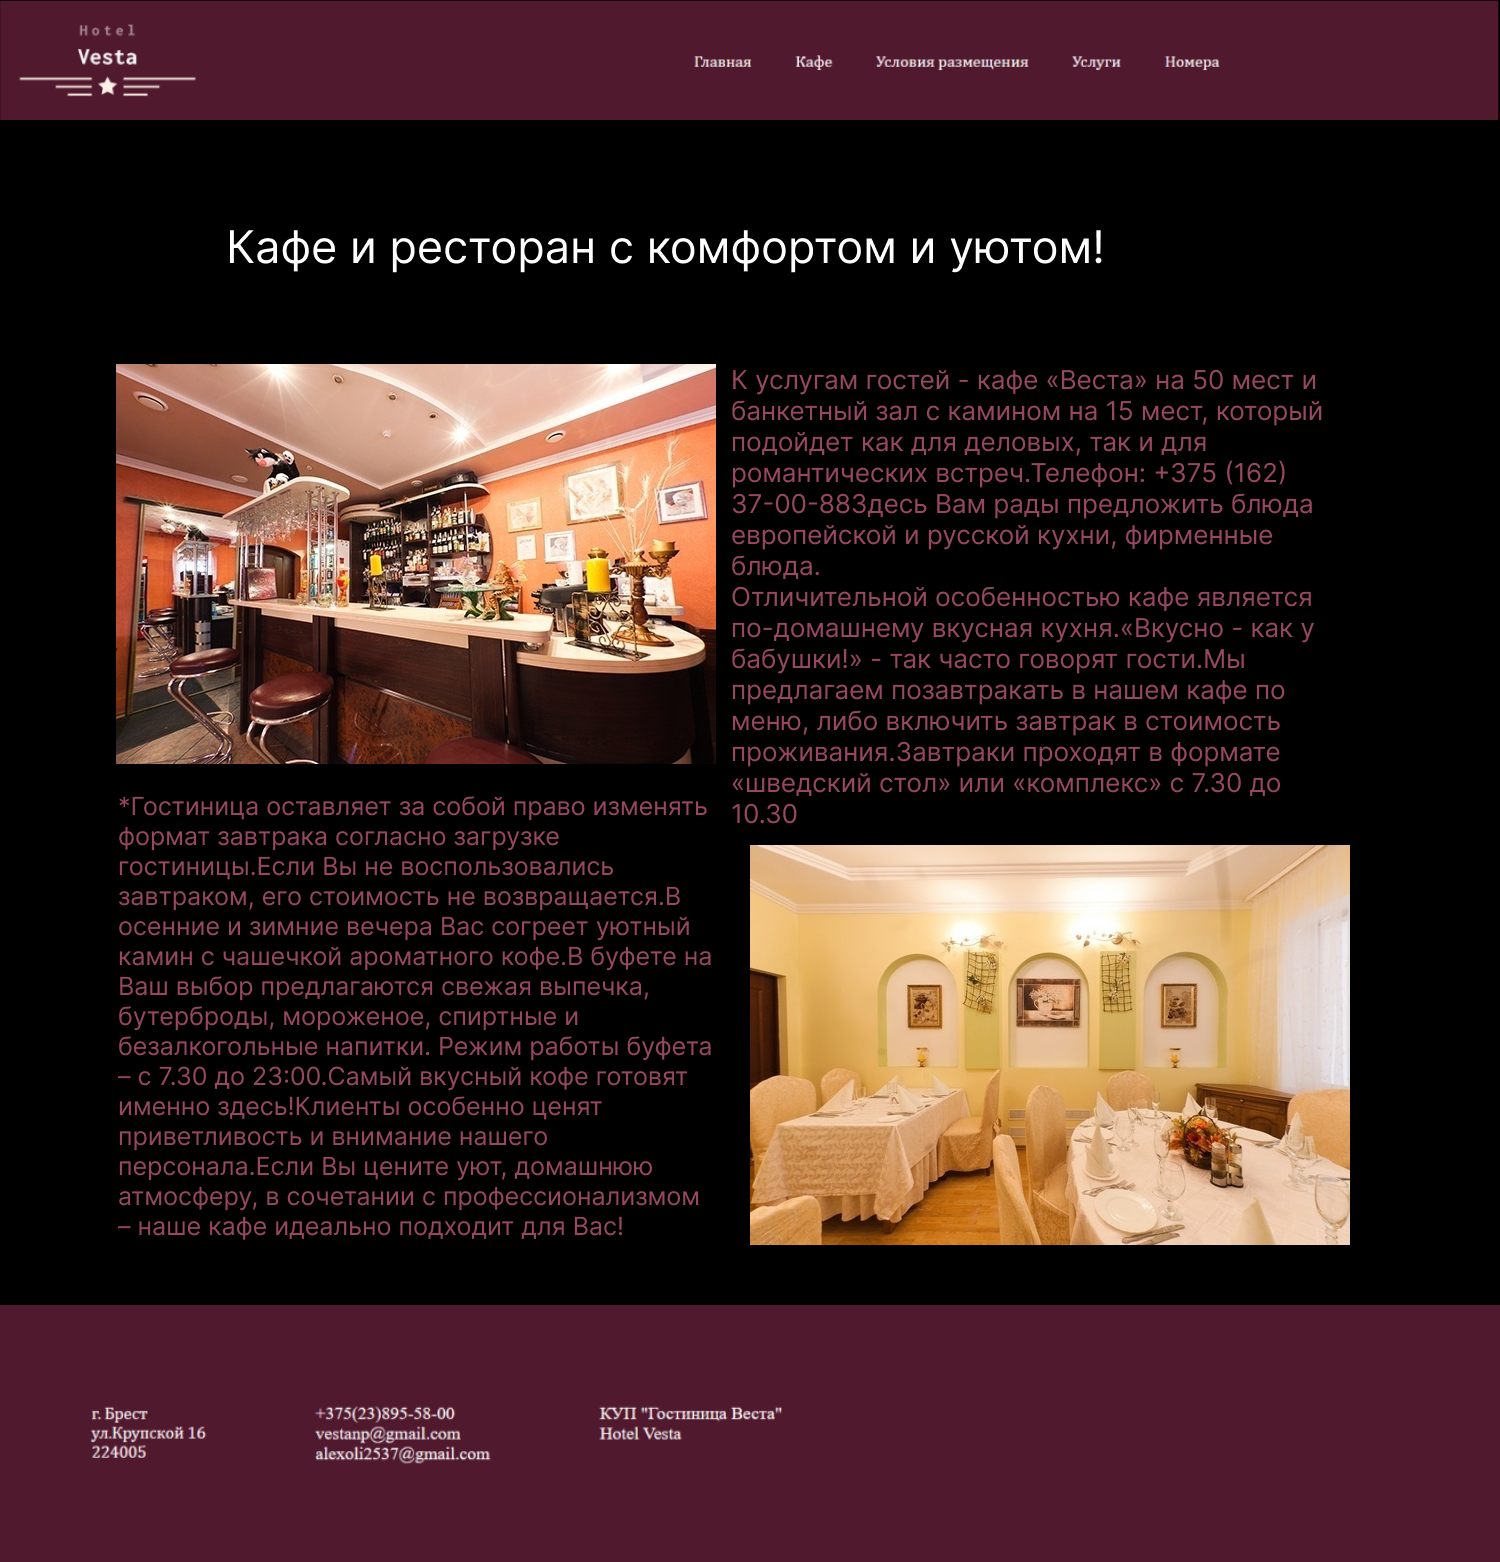 Hotel
Vesta
Главная Кафе Условия размещения Услуги Номера
Кафе и ресторан с комфортом и уютом!
К услугам гостей - кафе «Веста» на 50 мест и
банкетный зал с камином на 15 мест, который
подойдет как для деловых, так и для
романтических встреч.Телефон: +375 (162)
37-00-883десь Вам рады предложить блюда
европейской и русской кухни, фирменные
блюда.
Отличительной особенностью кафе является
по-домашнему вкусная кухня.«Вкусно - как у
бабушки!» - так часто говорят гости.Мы
предлагаем позавтракать в нашем кафе по
меню, либо включить завтрак в стоимость
проживания.Завтраки проходят в формате
«шведский стол» или «комплекс» с 7.30 до
10.30
*Гостиница оставляет за собой право изменять
формат завтрака согласно загрузке
гостиницы.Если Вы не воспользовались
завтраком, его стоимость не возвращается.В
осенние и зимние вечера Вас согреет уютный
камин с чашечкой ароматного кофе.В буфете на
Ваш выбор предлагаются свежая выпечка,
бутерброды, мороженое, спиртные и
безалкогольные напитки. Режим работы буфета
– с 7.30 до 23:00.Самый вкусный кофе готовят
именно здесь!Клиенты особенно ценят
приветливость и внимание нашего
персонала.Если Вы цените уют, домашнюю
атмосферу, в сочетании с профессионализмом
– наше кафе идеально подходит для Вас!
г. Брест
ул.Крупской 16
224005
+375(23)895-58-00
vestanp@gmail.com
alexoli2537@gmail.com
КУП "Гостиница Веста"
Hotel Vesta